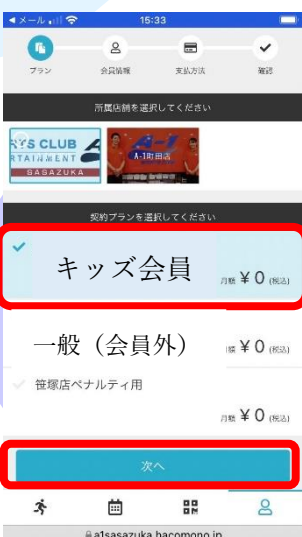 メール 15:33
プラン 会員情報 支払方法 確認
所属店舗を選択してください
YS CLUB A-1町田店
RTAINMENT
SASAZUKA
契約プランを選択してください
キッズ会員 月額 ¥0 (税込)
一般(会員外) 額 ¥0 (税込)
笹塚店ペナルティ用
月額 ¥0 (税込)
次へ
a1sasazuka.hacomono.jp